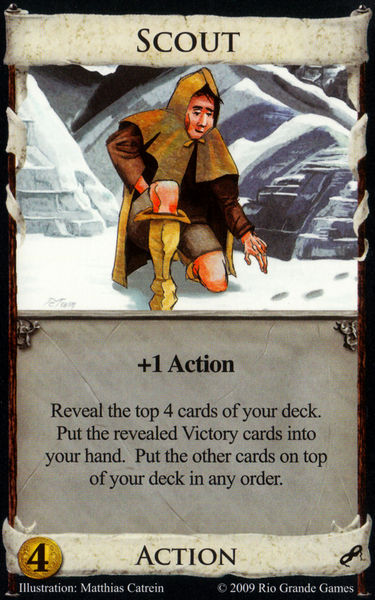 SCOUT
+1 Action
Reveal the top 4 cards of your deck.
Put the revealed Victory cards into
your hand. Put the other cards on top
of your deck in any order.
4
ACTION
Illustration: Matthias Catrein
© 2009 Rio Grande Games